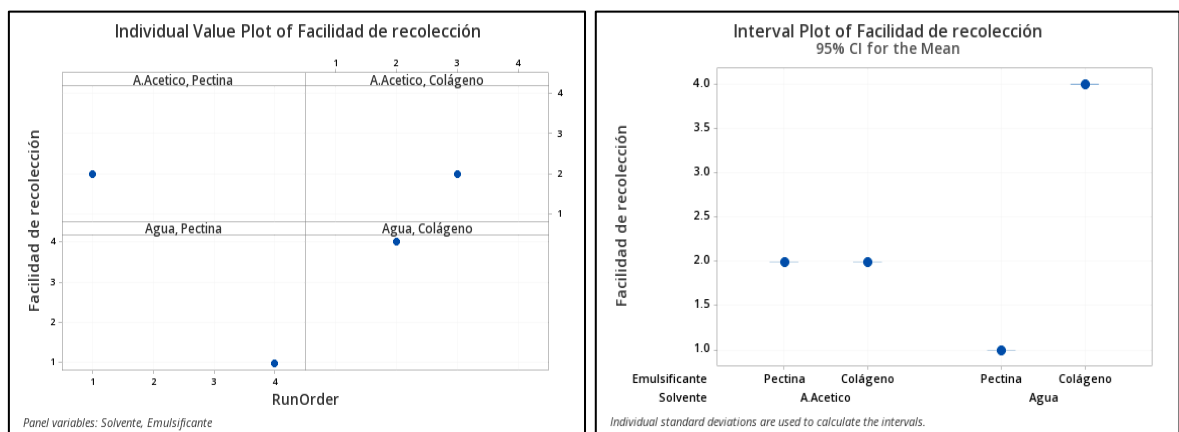 Individual Value Plot of Facilidad de recolección
1 2 3 4
A.Acetico, Pectina A.Acetico, Colágeno
4
3
2
1
Agua, Pectina Agua, Colágeno
4
3
2
1
Facilidad de recolección
1 2 3 4
RunOrder
Panel variables: Solvente, Emulsificante
Interval Plot of Facilidad de recolección
95% CI for the Mean
Facilidad de recolección
4.0
3.5
3.0
2.5
2.0
1.5
1.0
Emulsificante Pectina Colágeno Pectina Colágeno
Solvente A.Acetico Agua
Individual standard deviations are used to calculate the intervals.